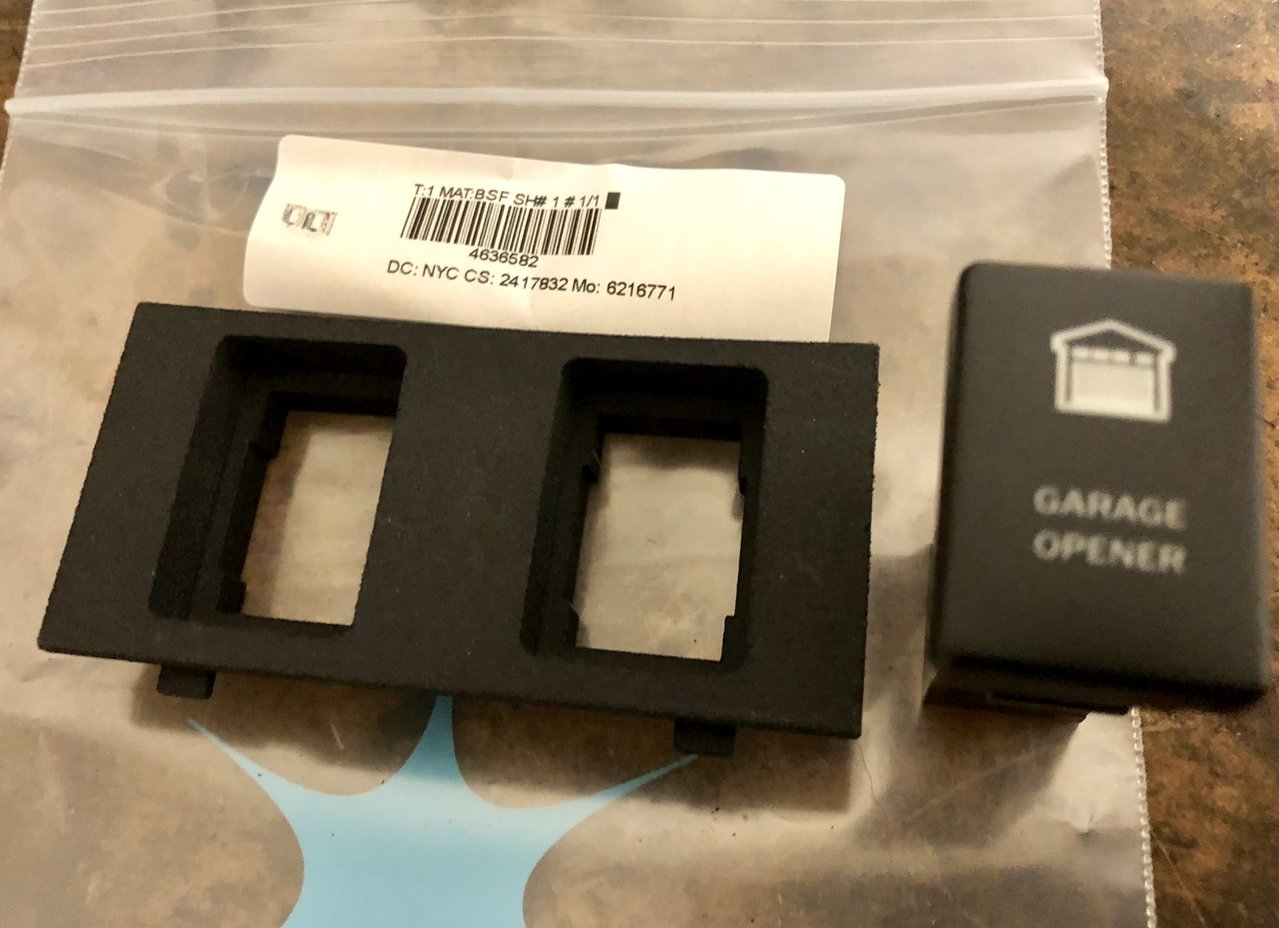 T:1 MAT:BSF SH# 1 # 1/1
4636582
DC: NYC CS: 2417832 Mo: 6216771
GARAGE
OPENER